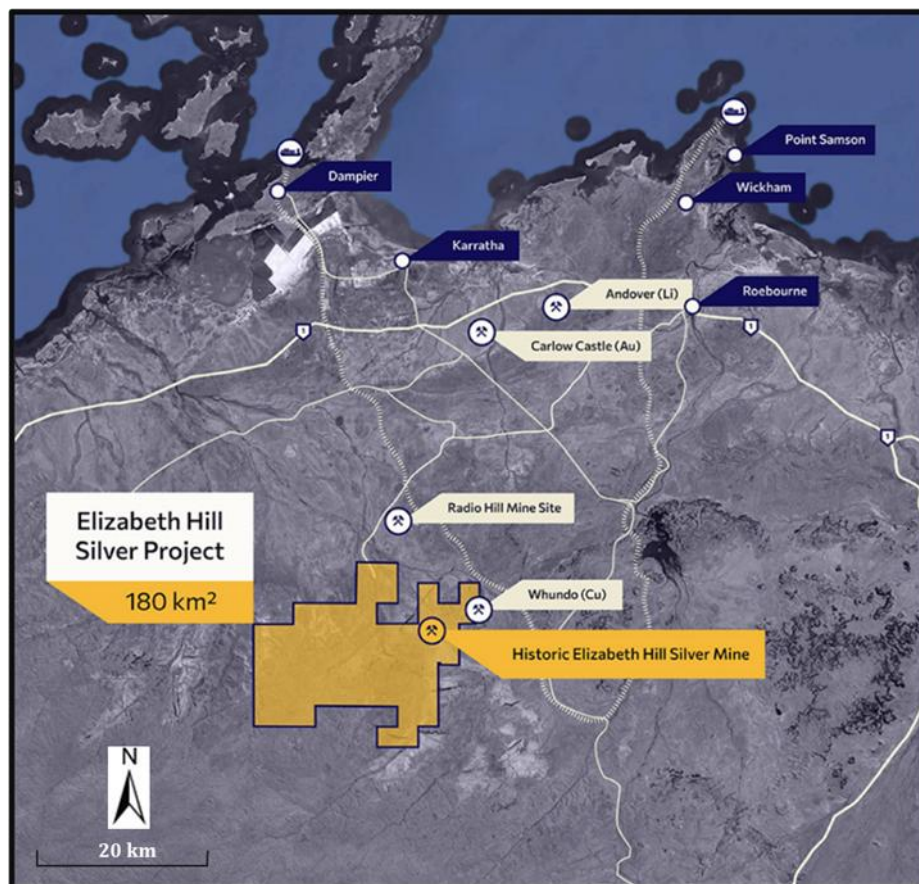 Point Samson
Dampier
Wickham
Karratha
Andover (Li)
Roebourne
1
Carlow Castle (Au)
1
1
Radio Hill Mine Site
Elizabeth Hill
Silver Project
180 km²
Whundo (Cu)
Historic Elizabeth Hill Silver Mine
N
20 km